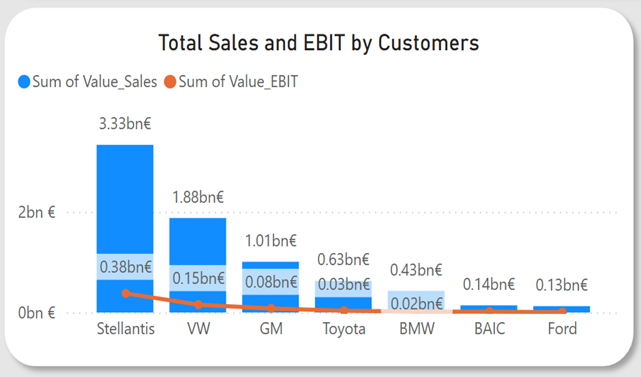 Total Sales and EBIT by Customers
Sum of Value_Sales Sum of Value_EBIT
3.33bn€
1.88bn€
1.01bn€
0.63bn€
0.43bn€
0.14bn€
0.13bn€
2bn €
0.38bn€
0.15bn€
0.08bn€
0.03bn€
0.02bn€
0bn €
Stellantis VW GM Toyota BMW BAIC Ford